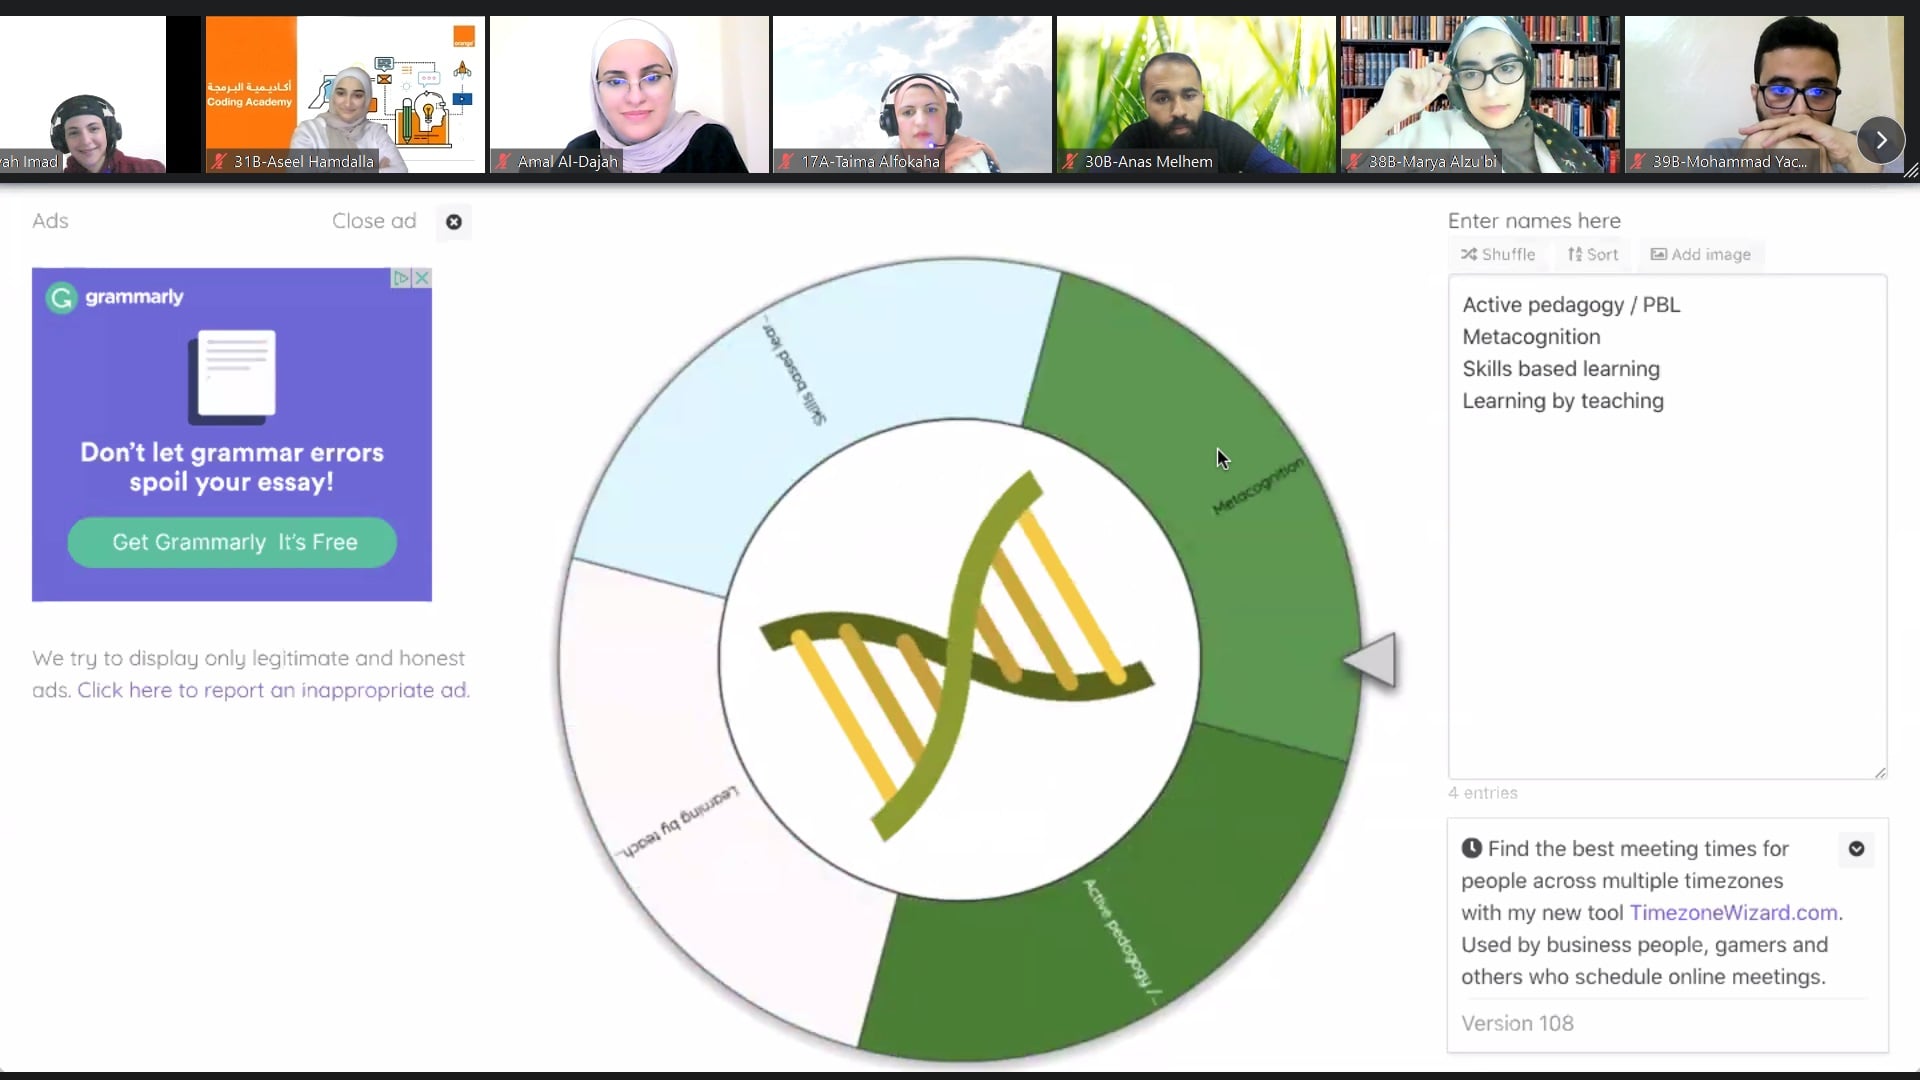 أكاديمية البرمجة
Coding Academy
orange
yah Imad
31B-Aseel Hamdalla
Amal Al-Dajah
17A-Taima Alfokaha
30B-Anas Melhem
38B-Marya Alzu'bi
39B-Mohammad Yac...
Ads
Close ad
grammarly
Don't let grammar errors
spoil your essay!
Get Grammarly It's Free
We try to display only legitimate and honest
ads. Click here to report an inappropriate ad.
Skills based lear...
Metacognition
Learning by teach...
Active pedagogy /...
Enter names here
Shuffle
Sort
Add image
Active pedagogy / PBL
Metacognition
Skills based learning
Learning by teaching
4 entries
Find the best meeting times for
people across multiple timezones
with my new tool TimezoneWizard.com.
Used by business people, gamers and
others who schedule online meetings.
Version 108